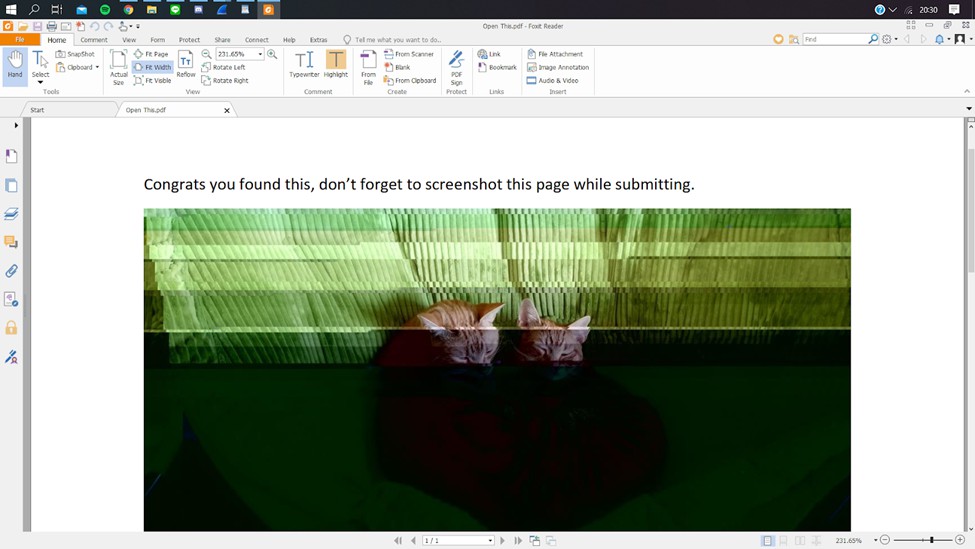 Open This.pdf - Foxit Reader
20:30
File Home Comment View Form Protect Share Connect Help Extras Tell me what you want to do... Find
Hand
Select
SnapShot
Clipboard
Tools
Actual Size
Fit Page
Fit Width
Fit Visible
Reflow
231.65%
Rotate Left
Rotate Right
View
Typewriter
Highlight
Comment
From File
From Scanner
Blank
From Clipboard
Create
PDF Sign
Protect
Link
Bookmark
Links
File Attachment
Image Annotation
Audio & Video
Insert
Start
Open This.pdf
Congrats you found this, don’t forget to screenshot this page while submitting.
1 / 1
231.65%